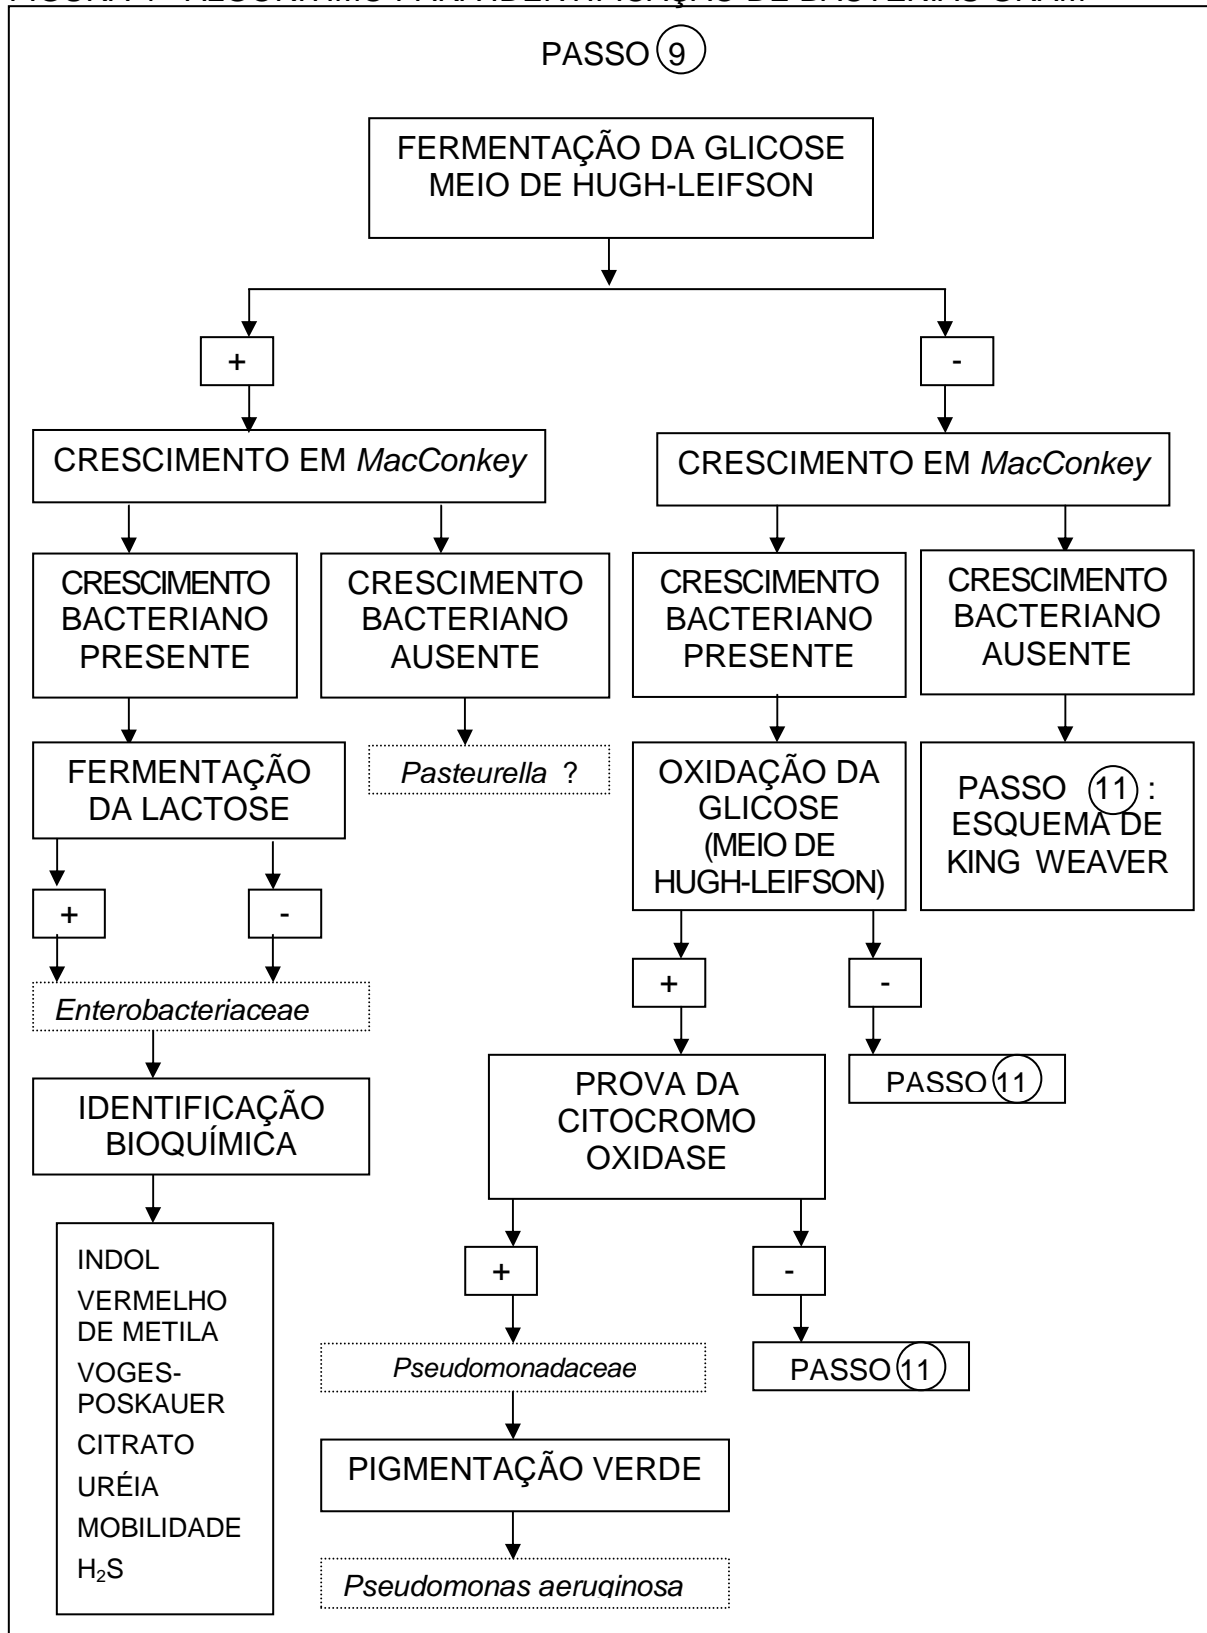 PASSO 9
FERMENTAÇÃO DA GLICOSE
MEIO DE HUGH-LEIFSON
+
-
CRESCIMENTO EM MacConkey
CRESCIMENTO EM MacConkey
CRESCIMENTO
BACTERIANO
PRESENTE
CRESCIMENTO
BACTERIANO
AUSENTE
CRESCIMENTO
BACTERIANO
PRESENTE
CRESCIMENTO
BACTERIANO
AUSENTE
FERMENTAÇÃO
DA LACTOSE
Pasteurella ?
OXIDAÇÃO DA
GLICOSE
(MEIO DE
HUGH-LEIFSON)
PASSO 11 :
ESQUEMA DE
KING WEAVER
+
-
Enterobacteriaceae
+
-
IDENTIFICAÇÃO
BIOQUÍMICA
PROVA DA
CITOCROMO
OXIDASE
PASSO 11
INDOL
VERMELHO
DE METILA
VOGES-
POSKAUER
CITRATO
URÉIA
MOBILIDADE
H₂S
+
-
Pseudomonadaceae
PASSO 11
PIGMENTAÇÃO VERDE
Pseudomonas aeruginosa